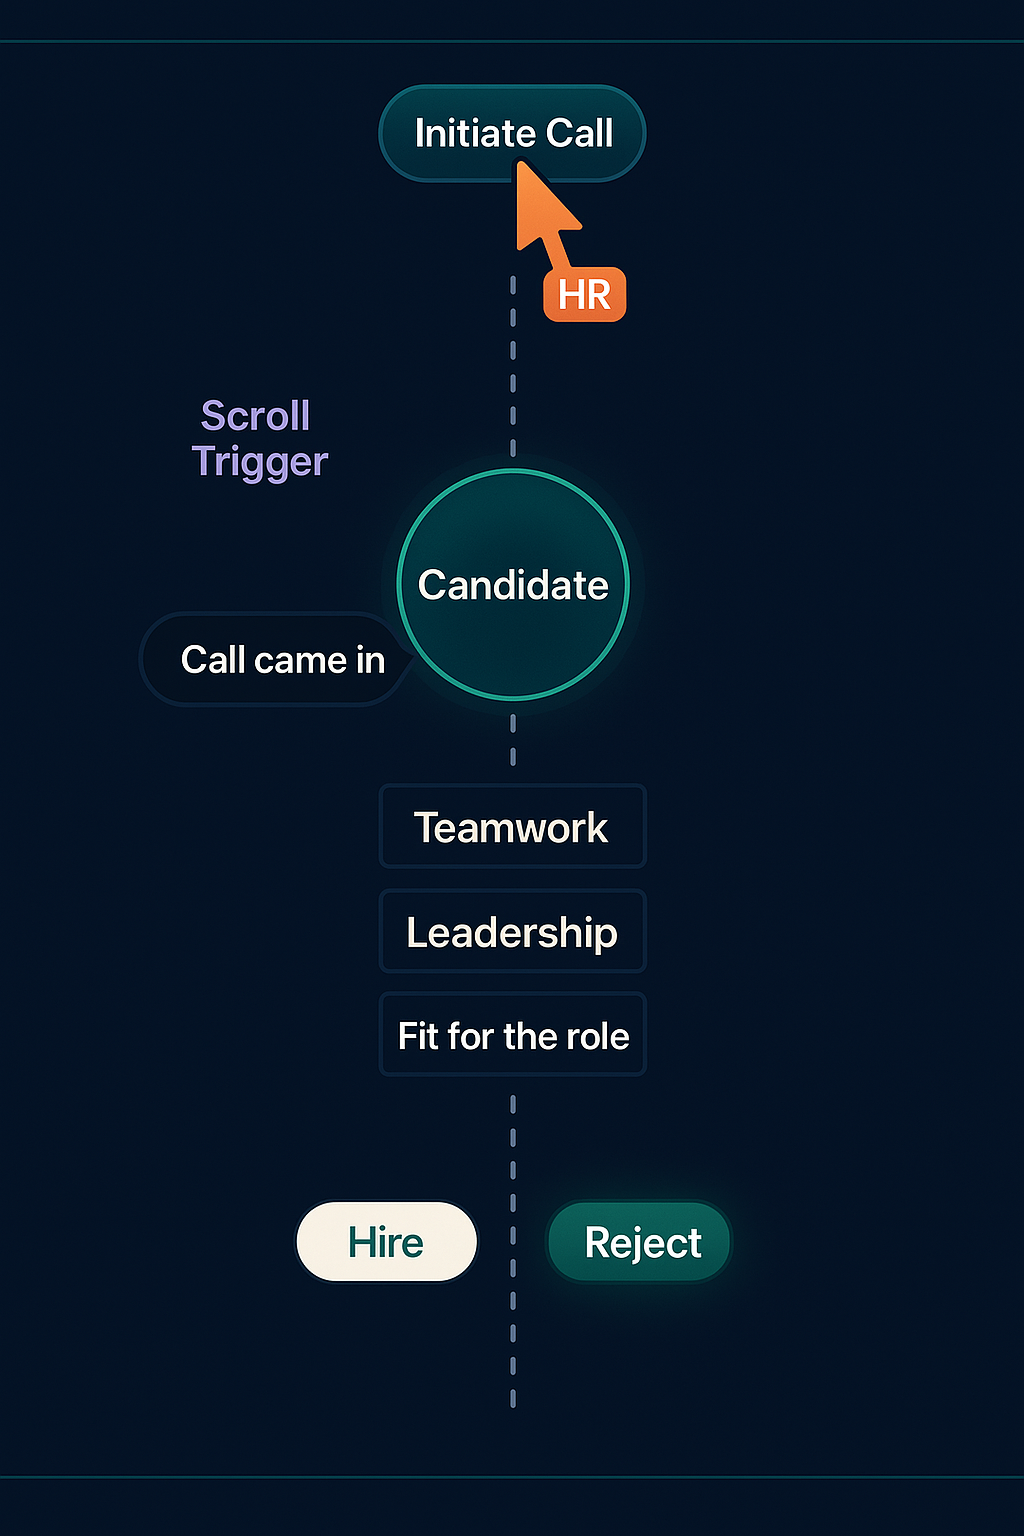 Initiate Call
HR
Scroll
Trigger
Candidate
Call came in
Teamwork
Leadership
Fit for the role
Hire
Reject